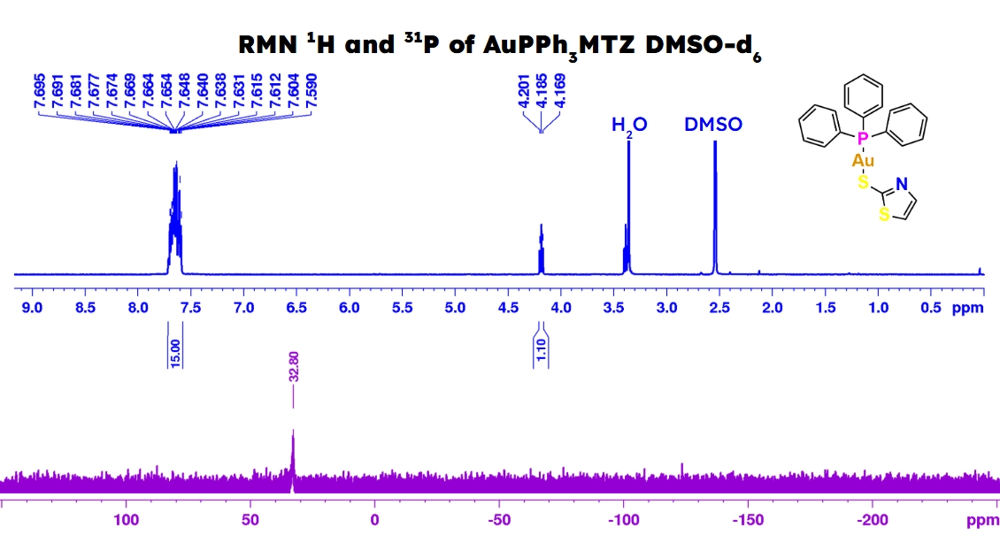 RMN ¹H and ³¹P of AuPPh₃MTZ DMSO-d₆
7.695
7.691
7.681
7.677
7.674
7.669
7.664
7.654
7.648
7.640
7.638
7.631
7.615
7.612
7.604
7.590
4.201
4.185
4.169
H₂O
DMSO
P
Au
S
N
S
9.0 8.5 8.0 7.5 7.0 6.5 6.0 5.5 5.0 4.5 4.0 3.5 3.0 2.5 2.0 1.5 1.0 0.5 ppm
15.00
1.10
32.80
100 50 0 -50 -100 -150 -200 ppm